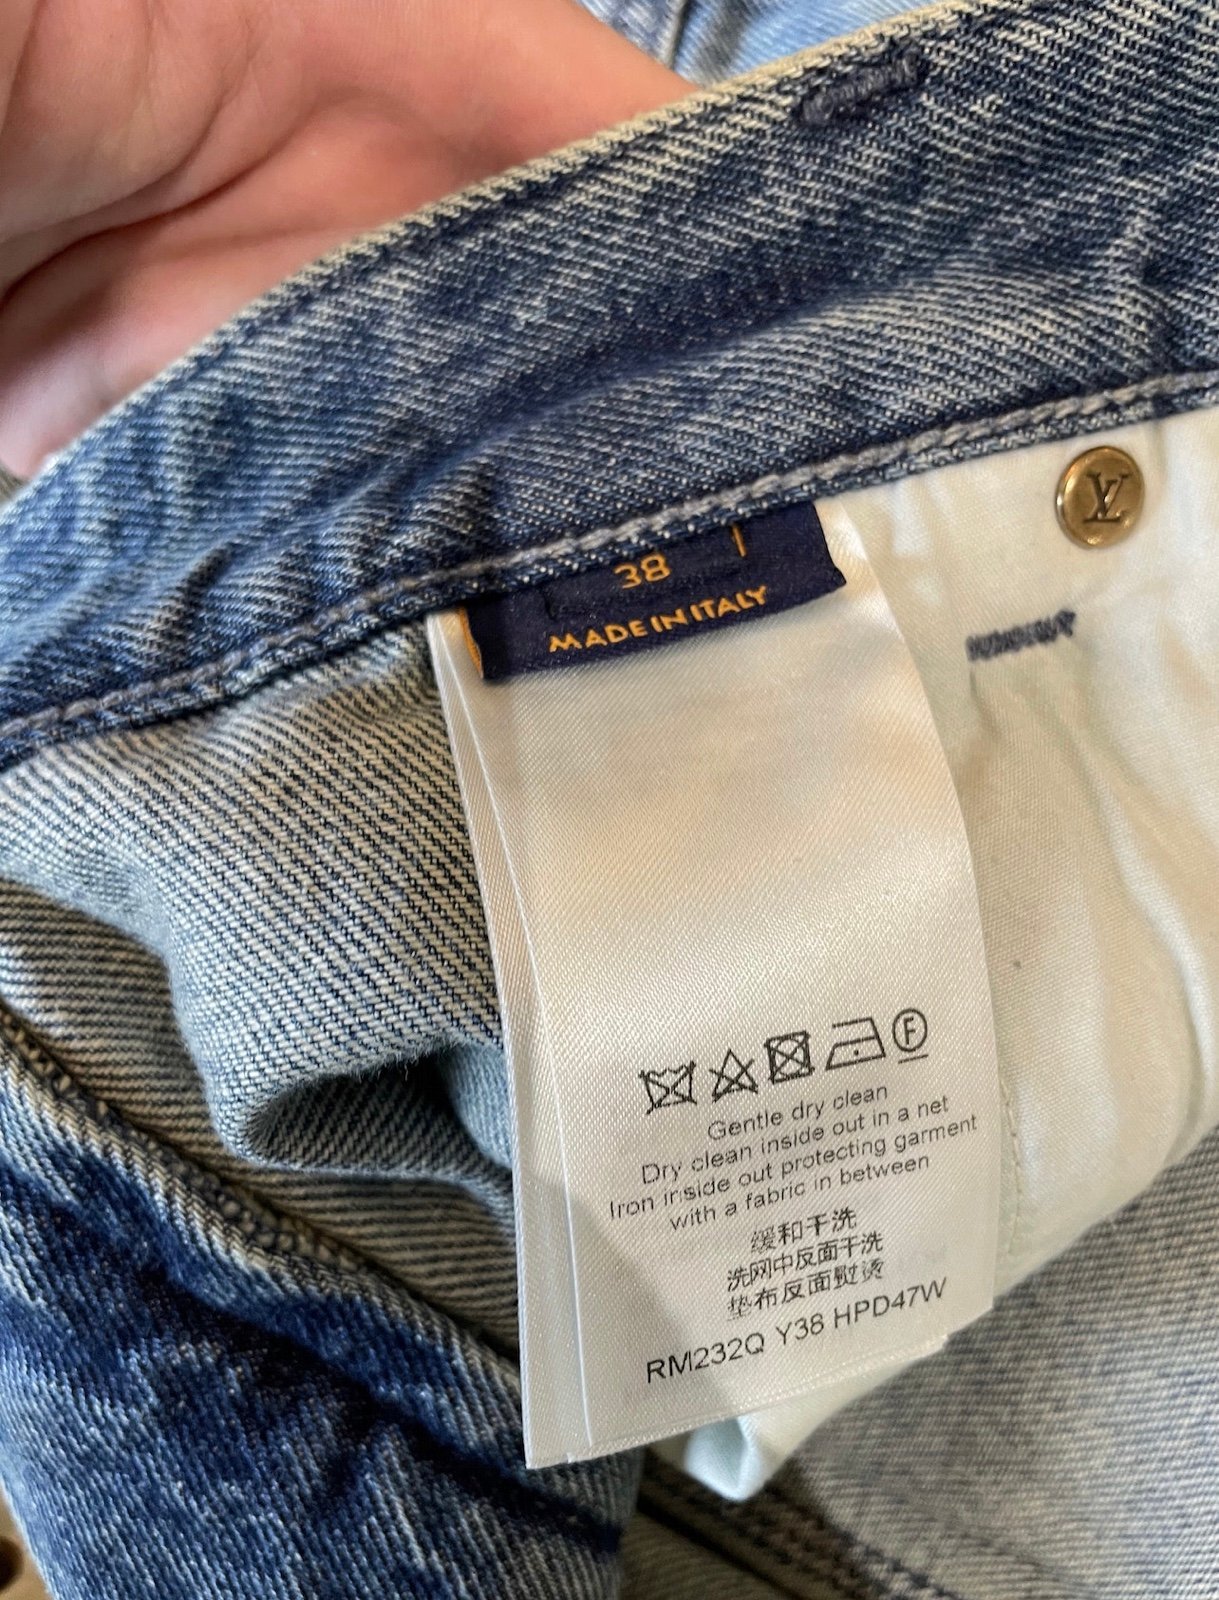 38
MADE IN ITALY
LV
F
Gentle dry clean
Dry clean inside out in a net
Iron inside out protecting garment
with a fabric in between
缓和干洗
洗网中反面干洗
垫布反面熨烫
RM232Q Y38 HPD47W